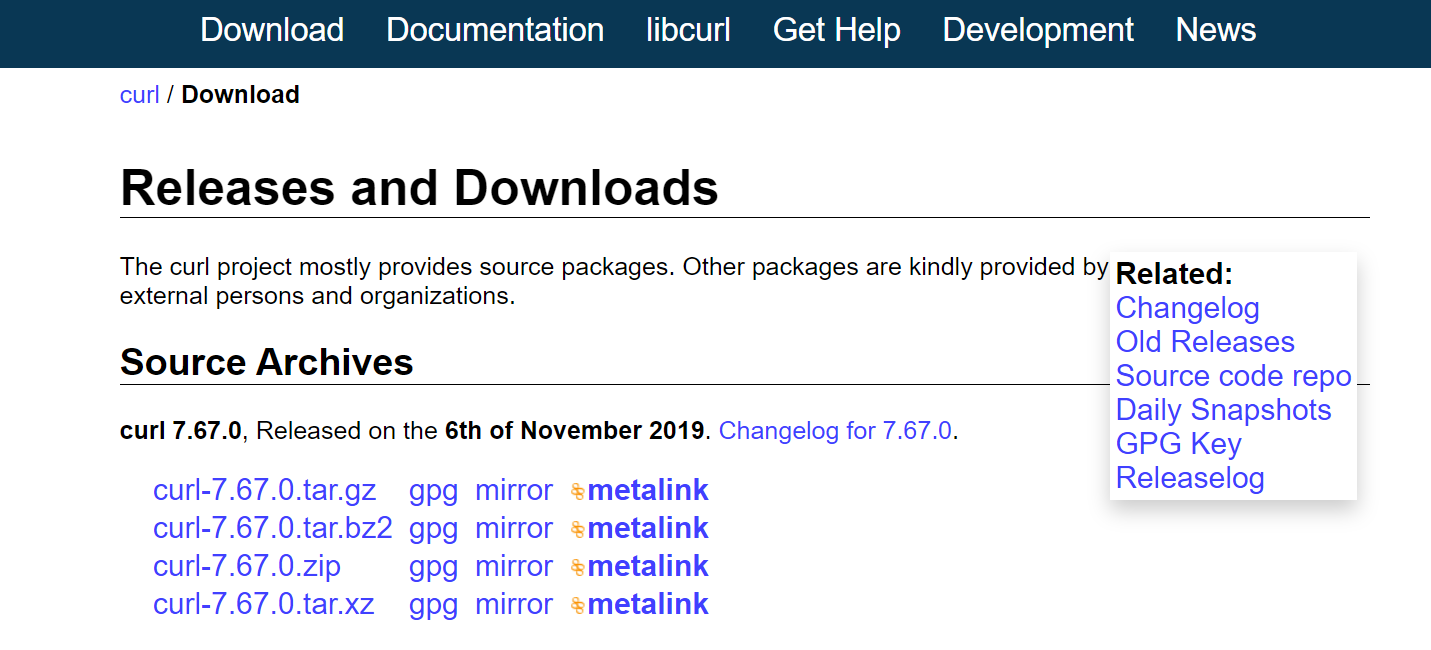 Download Documentation libcurl Get Help Development News
curl / Download
Releases and Downloads
The curl project mostly provides source packages. Other packages are kindly provided by
external persons and organizations.
Related:
Changelog
Old Releases
Source code repo
Daily Snapshots
GPG Key
Releaselog
Source Archives
curl 7.67.0, Released on the 6th of November 2019. Changelog for 7.67.0.
curl-7.67.0.tar.gz gpg mirror metalink
curl-7.67.0.tar.bz2 gpg mirror metalink
curl-7.67.0.zip gpg mirror metalink
curl-7.67.0.tar.xz gpg mirror metalink